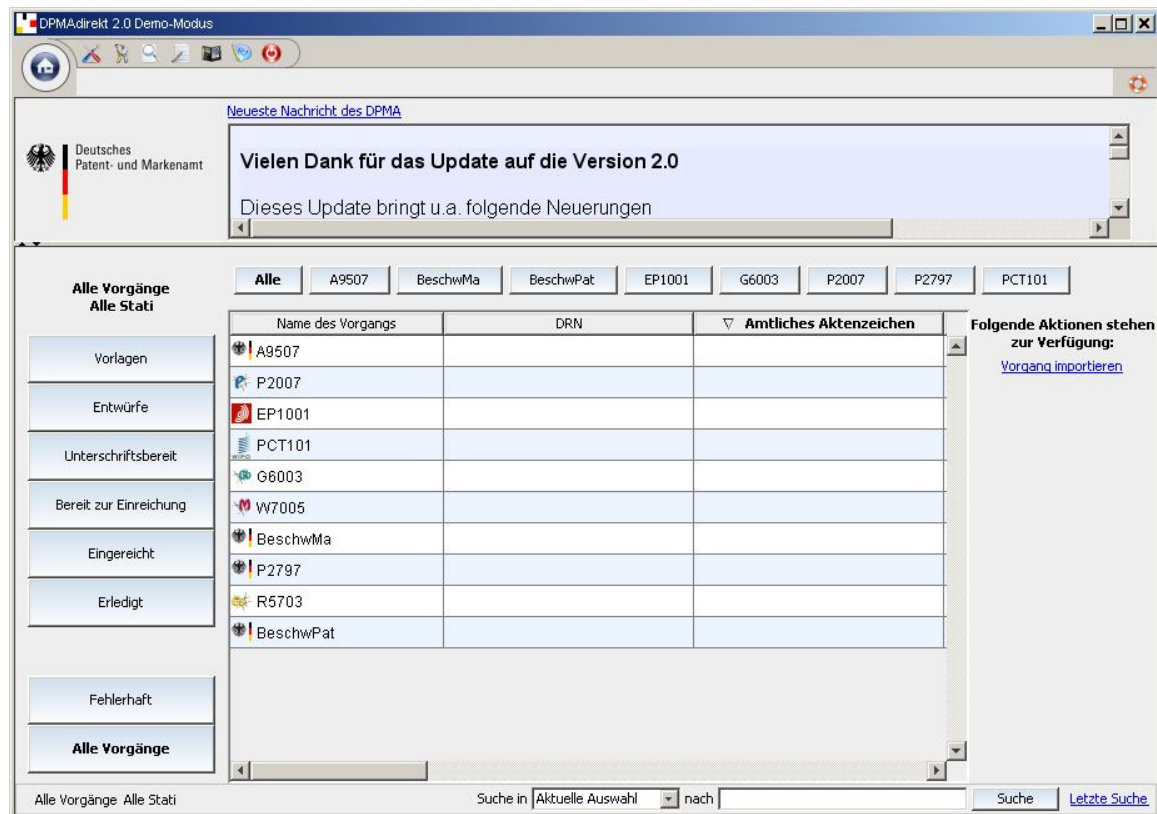 DPMAdirekt 2.0 Demo-Modus
Neueste Nachricht des DPMA
Deutsches
Patent- und Markenamt
Vielen Dank für das Update auf die Version 2.0
Dieses Update bringt u.a. folgende Neuerungen
Alle Vorgänge
Alle Stati
Vorlagen
Entwürfe
Unterschriftsbereit
Bereit zur Einreichung
Eingereicht
Erledigt
Fehlerhaft
Alle Vorgänge
Alle A9507 BeschwMa BeschwPat EP1001 G6003 P2007 P2797 PCT101
Name des Vorgangs DRN Amtliches Aktenzeichen
A9507
P2007
EP1001
PCT101
G6003
W7005
BeschwMa
P2797
R5703
BeschwPat
Folgende Aktionen stehen
zur Verfügung:
Vorgang importieren
Alle Vorgänge Alle Stati Suche in Aktuelle Auswahl nach Suche Letzte Suche